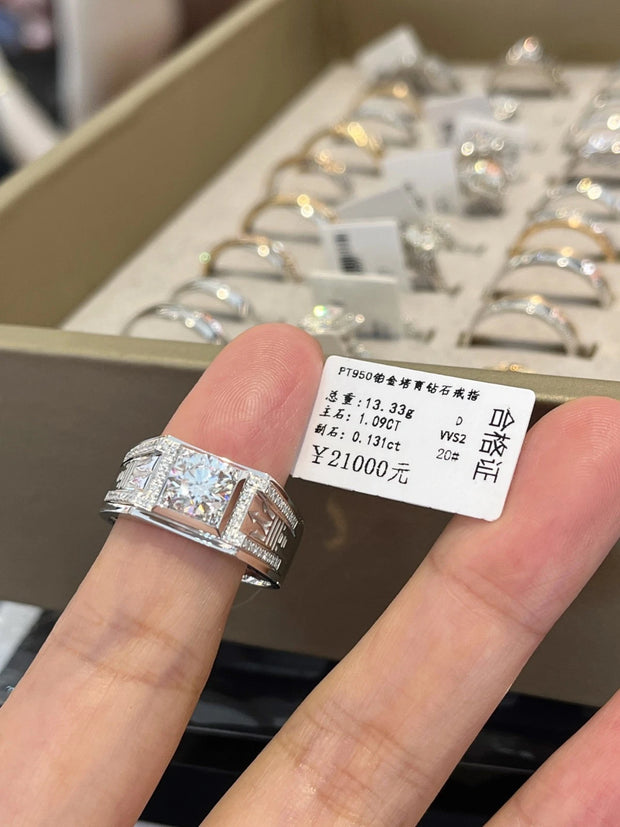 PT950铂金培育钻石戒指
总重:13.33g D
主石: 1.09CT VVS2
副石: 0.131ct 20#
¥21000元
合格证